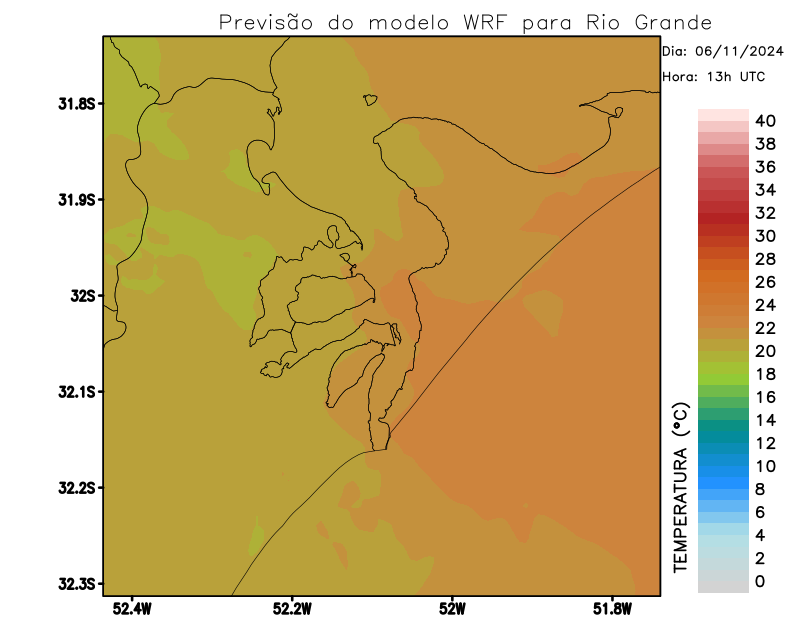 Previsão do modelo WRF para Rio Grande
Dia: 06/11/2024
Hora: 13h UTC
31.8S
31.9S
32S
32.1S
32.2S
32.3S
52.4W
52.2W
52W
51.8W
TEMPERATURA (°C)
40
38
36
34
32
30
28
26
24
22
20
18
16
14
12
10
8
6
4
2
0